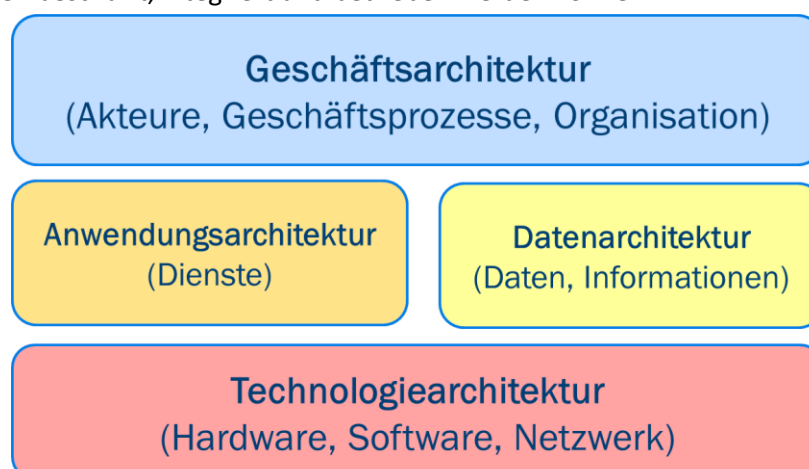 Geschäftsarchitektur
(Akteure, Geschäftsprozesse, Organisation)
Anwendungsarchitektur
(Dienste)
Datenarchitektur
(Daten, Informationen)
Technologiearchitektur
(Hardware, Software, Netzwerk)